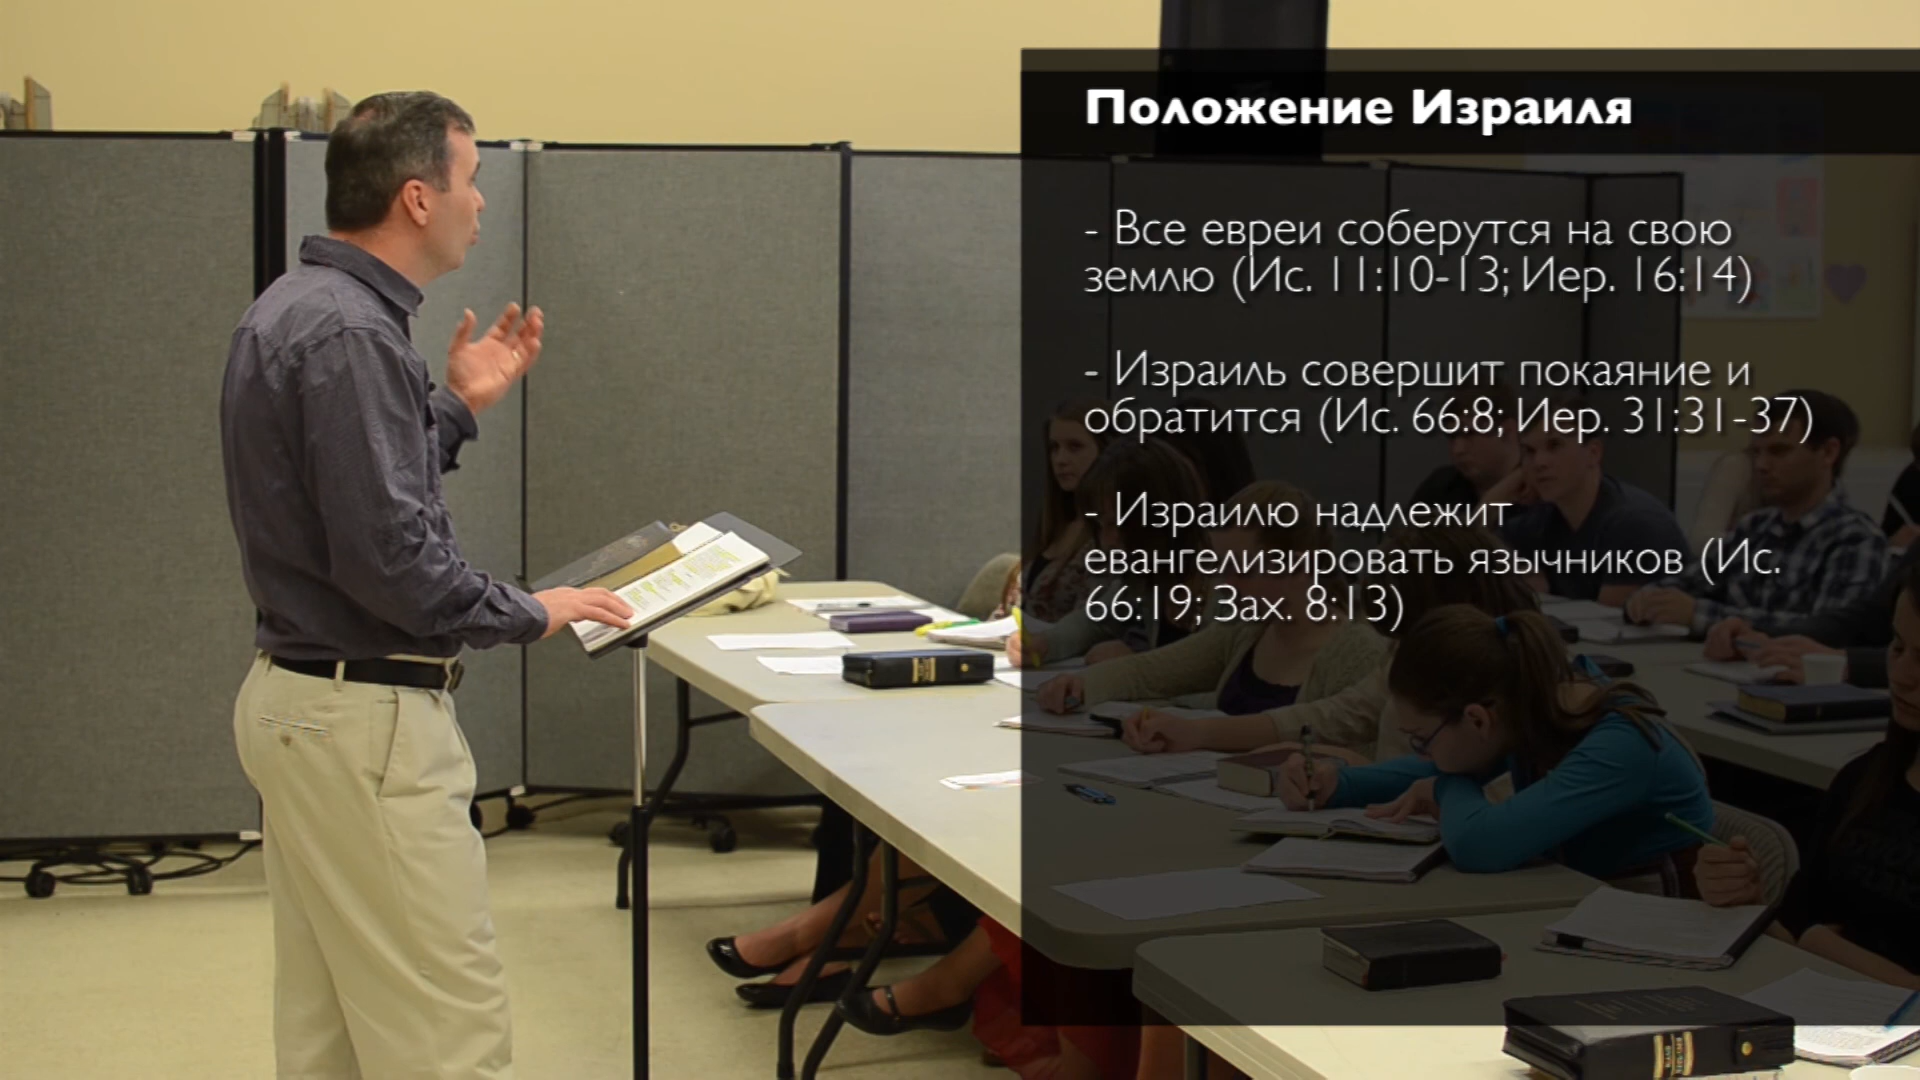 Положение Израиля
- Все евреи соберутся на свою
землю (Ис. 11:10-13; Иер. 16:14)
- Израиль совершит покаяние и
обратится (Ис. 66:8; Иер. 31:31-37)
- Израилю надлежит
евангелизировать язычников (Ис.
66:19; Зах. 8:13)